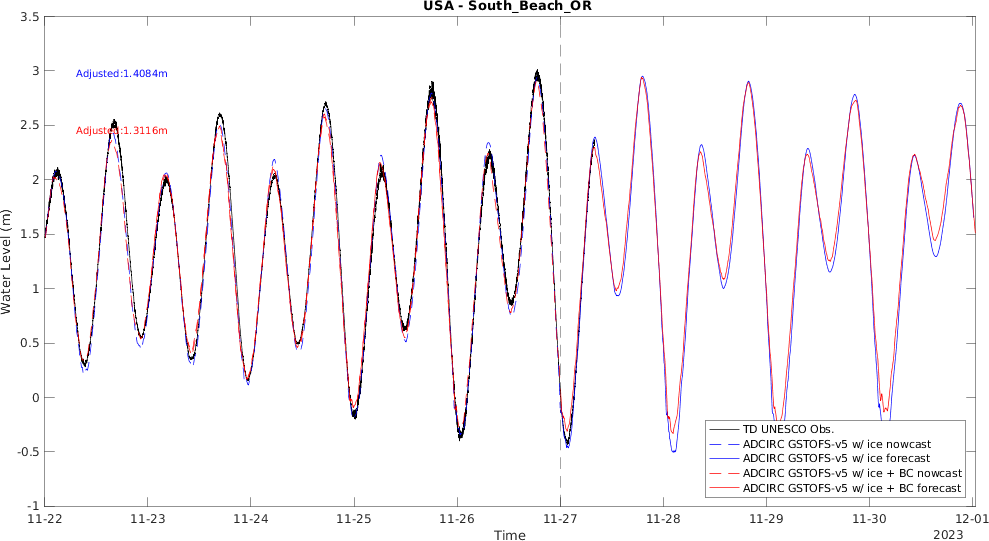 USA - South_Beach_OR
3.5
3
2.5
2
1.5
1
0.5
0
-0.5
-1
Water Level (m)
Adjusted:1.4084m
Adjusted:1.3116m
TD UNESCO Obs.
ADCIRC GSTOFS-v5 w/ ice nowcast
ADCIRC GSTOFS-v5 w/ ice forecast
ADCIRC GSTOFS-v5 w/ ice + BC nowcast
ADCIRC GSTOFS-v5 w/ ice + BC forecast
11-22 11-23 11-24 11-25 11-26 11-27 11-28 11-29 11-30 12-01
Time
2023